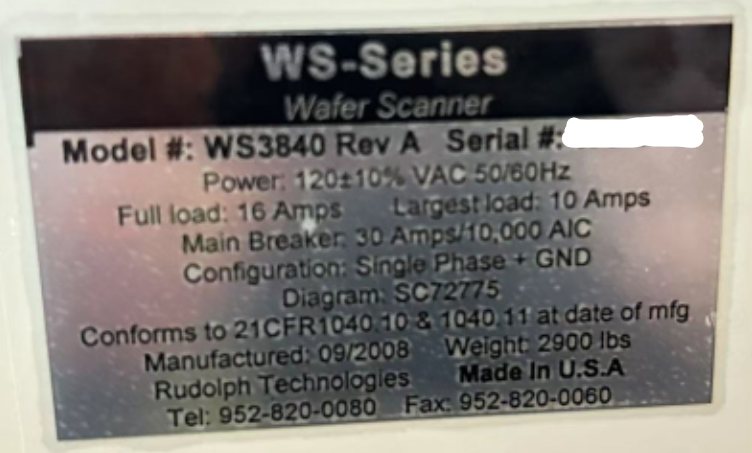 WS-Series
Wafer Scanner
Model #: WS3840 Rev A Serial #:
Power: 120±10% VAC 50/60Hz
Full load: 16 Amps Largest load: 10 Amps
Main Breaker: 30 Amps/10,000 AIC
Configuration: Single Phase + GND
Diagram: SC72775
Conforms to 21CFR1040.10 & 1040.11 at date of mfg
Manufactured: 09/2008 Weight: 2900 lbs
Rudolph Technologies Made In U.S.A
Tel: 952-820-0080 Fax: 952-820-0060